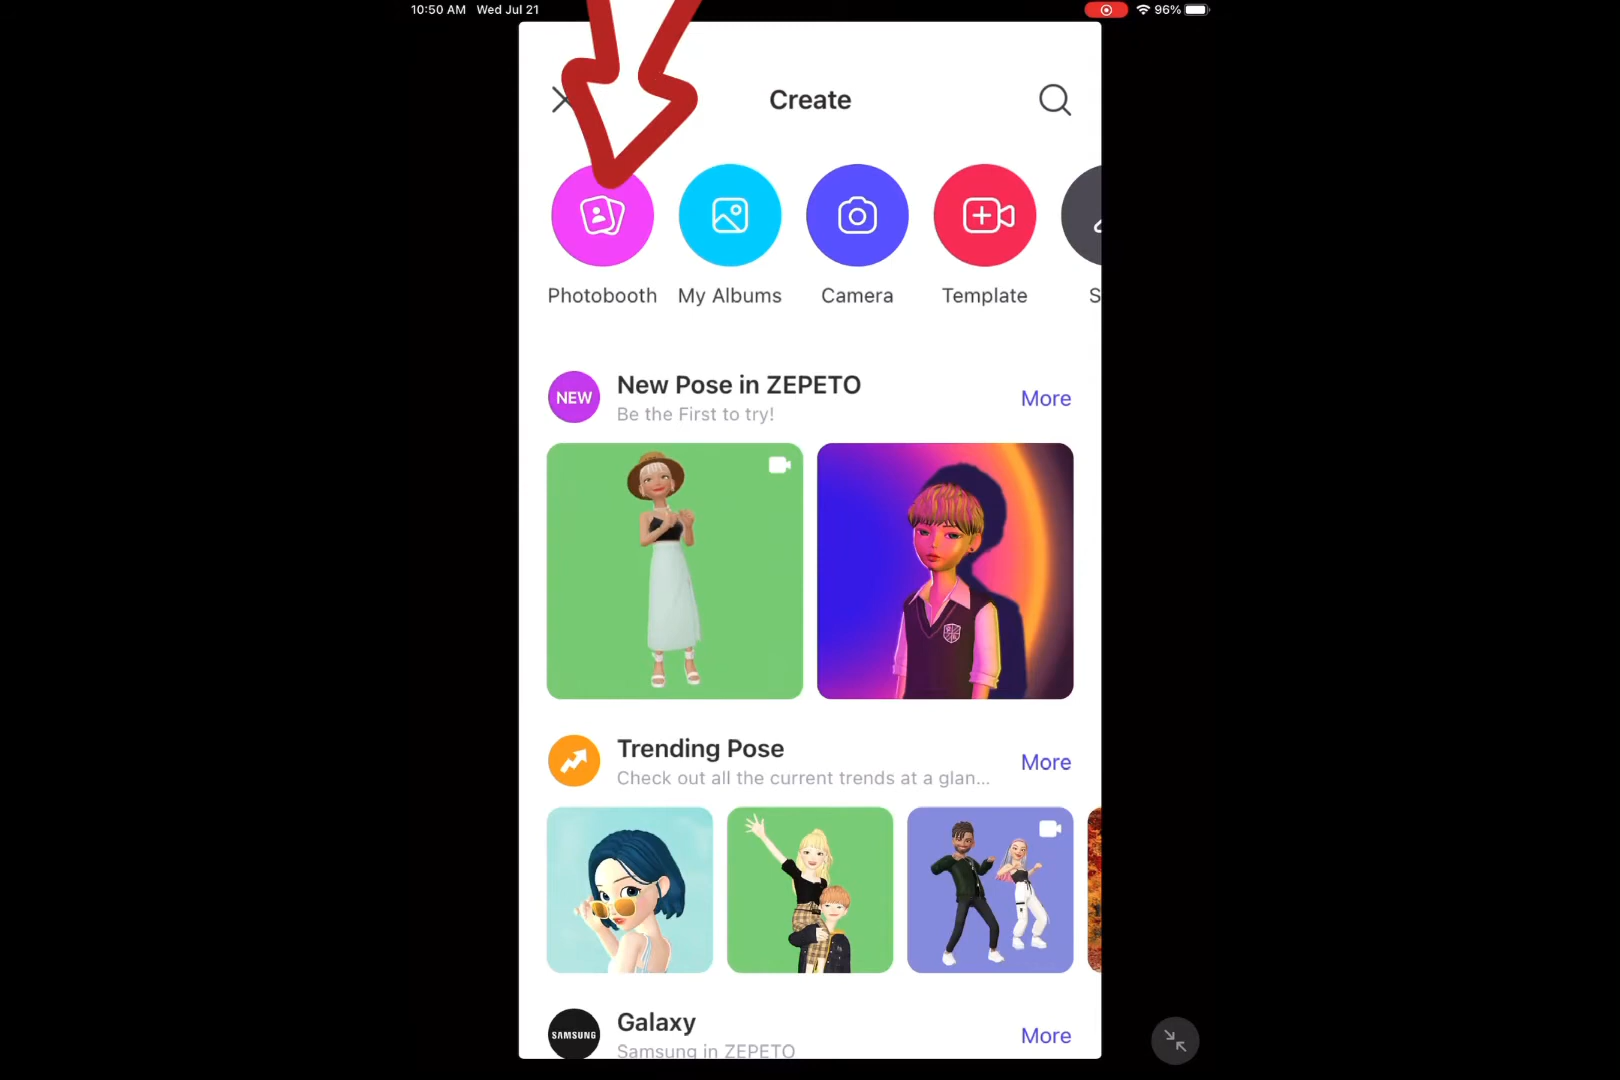 10:50 AM Wed Jul 21
96%
Create
Photobooth
My Albums
Camera
Template
S
NEW
New Pose in ZEPETO
Be the First to try!
More
Trending Pose
Check out all the current trends at a glan...
More
SAMSUNG
Galaxy
Samsung in ZEPETO
More